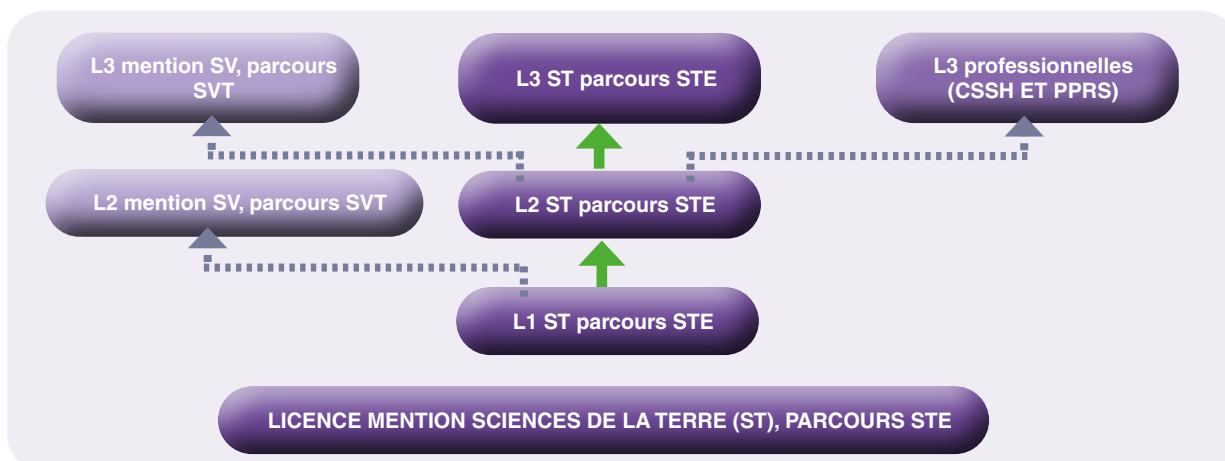 L3 mention SV, parcours
SVT
L3 ST parcours STE
L3 professionnelles
(CSSH ET PPRS)
L2 mention SV, parcours SVT
L2 ST parcours STE
L1 ST parcours STE
LICENCE MENTION SCIENCES DE LA TERRE (ST), PARCOURS STE